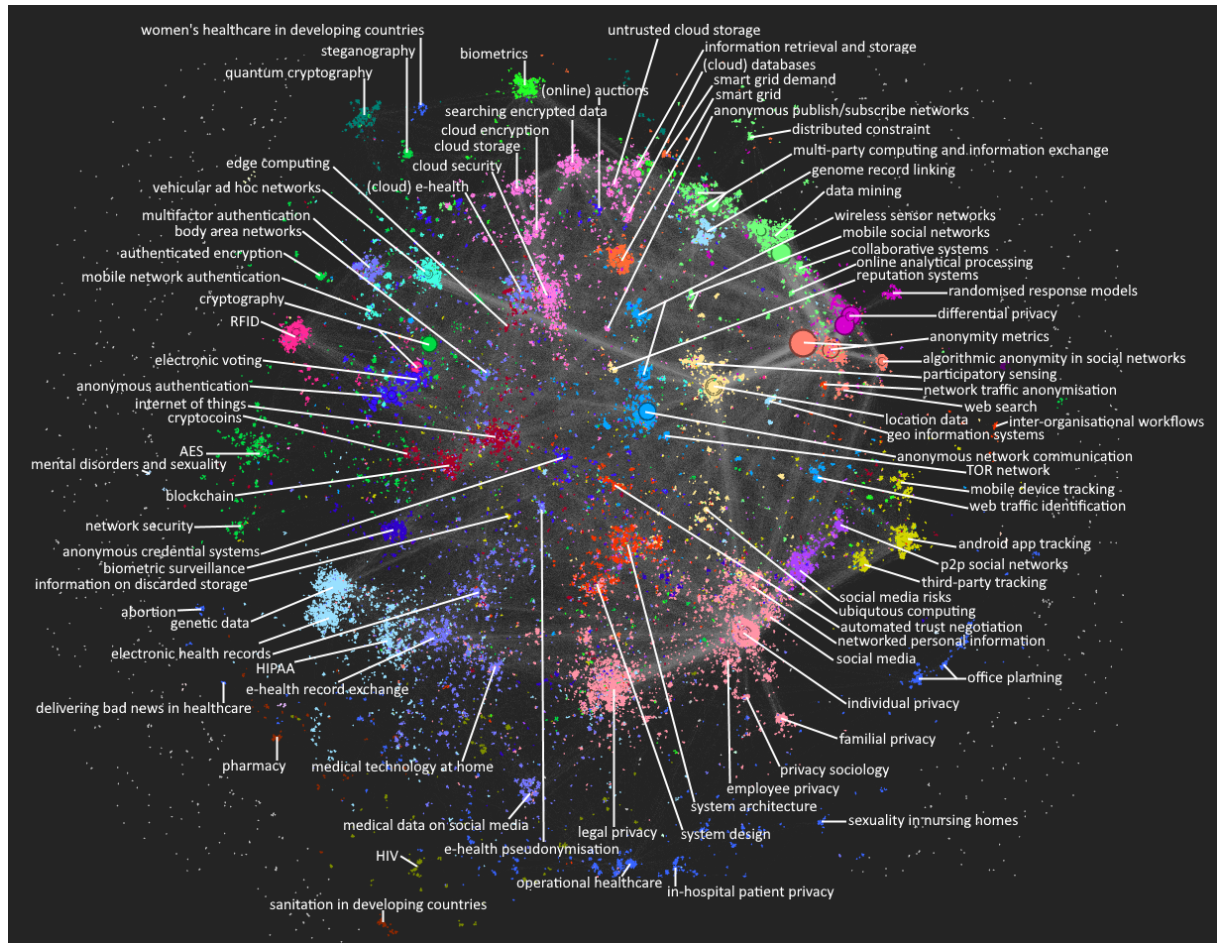 women's healthcare in developing countries
steganography
quantum cryptography
biometrics
untrusted cloud storage
information retrieval and storage
(cloud) databases
smart grid demand
smart grid
anonymous publish/subscribe networks
(online) auctions
searching encrypted data
cloud encryption
cloud storage
cloud security
(cloud) e-health
distributed constraint
multi-party computing and information exchange
genome record linking
data mining
edge computing
vehicular ad hoc networks
multifactor authentication
body area networks
authenticated encryption
mobile network authentication
cryptography
RFID
wireless sensor networks
mobile social networks
collaborative systems
online analytical processing
reputation systems
randomised response models
differential privacy
anonymity metrics
algorithmic anonymity in social networks
participatory sensing
network traffic anonymisation
web search
location data
inter-organisational workflows
geo information systems
anonymous network communication
TOR network
mobile device tracking
web traffic identification
electronic voting
anonymous authentication
internet of things
cryptocoins
AES
mental disorders and sexuality
blockchain
network security
anonymous credential systems
biometric surveillance
information on discarded storage
abortion
genetic data
electronic health records
HIPAA
e-health record exchange
delivering bad news in healthcare
pharmacy
medical technology at home
android app tracking
p2p social networks
third-party tracking
social media risks
ubiqutous computing
automated trust negotiation
networked personal information
social media
office planning
individual privacy
familial privacy
privacy sociology
employee privacy
system architecture
system design
legal privacy
medical data on social media
e-health pseudonymisation
HIV
operational healthcare
in-hospital patient privacy
sexuality in nursing homes
sanitation in developing countries